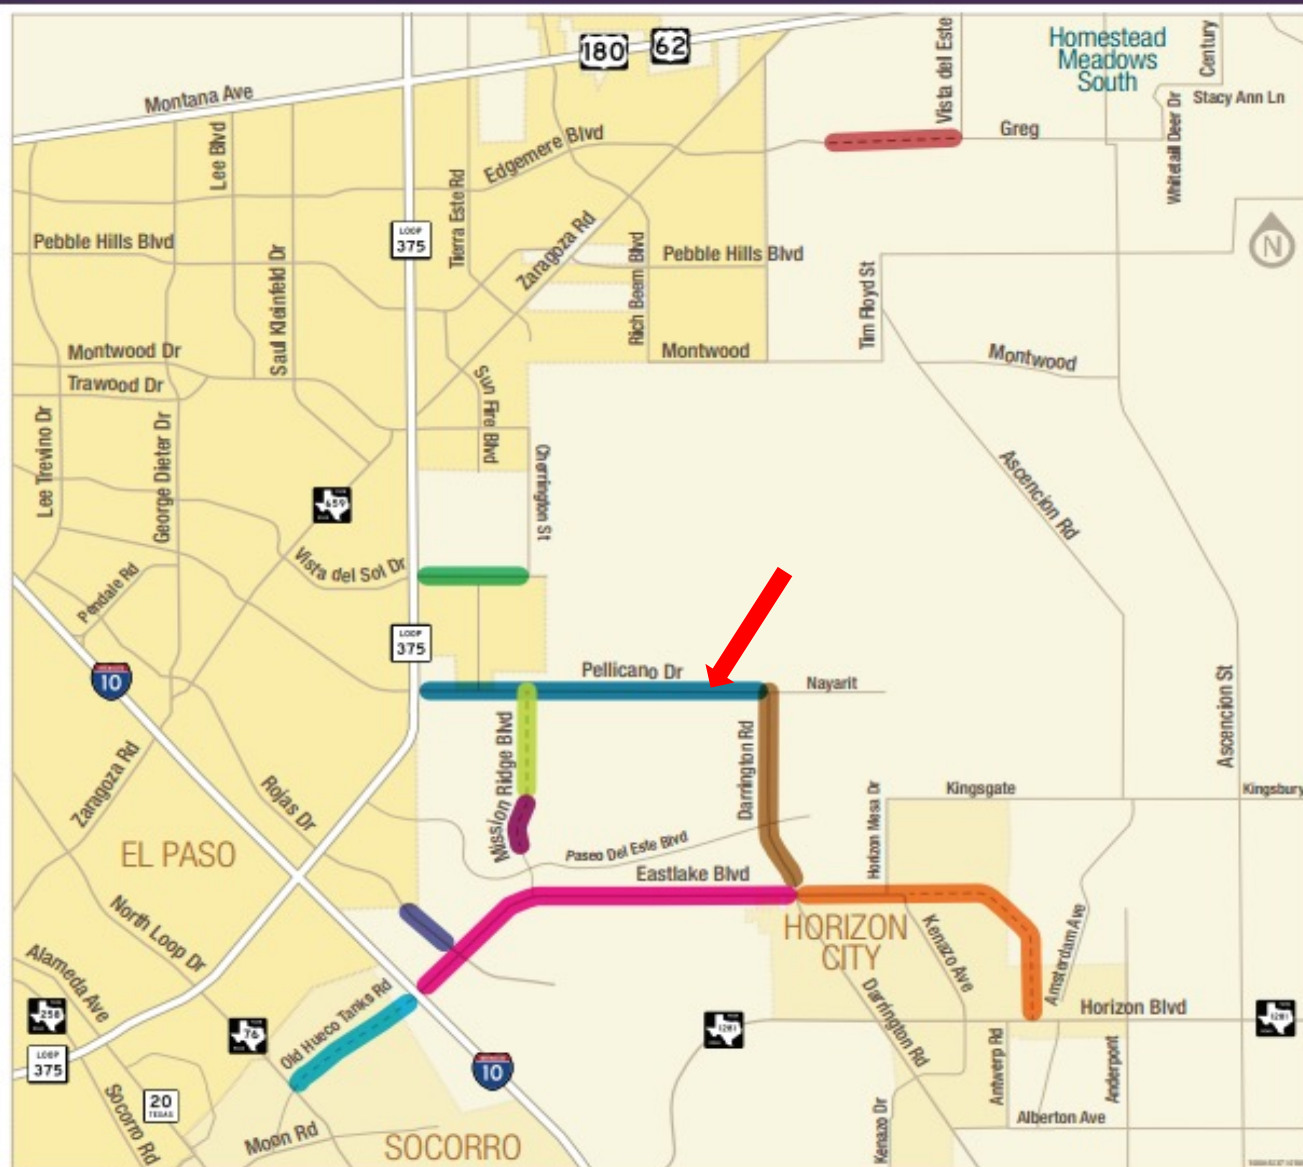 180
62
Montana Ave
Lee Blvd
Vista del Este
Homestead
Meadows
South
Century
Stacy Ann Ln
Whitetail Deer Dr
Greg
Edgemere Blvd
Tierra Este Rd
Zaragoza Rd
LOOP
375
Pebble Hills Blvd
Saul Kleinfeld Dr
Rich Beem Blvd
Pebble Hills Blvd
Tim Floyd St
N
Montwood Dr
Trawood Dr
Montwood
Montwood
Sun Fire Blvd
Lee Trevino Dr
George Dieter Dr
Cherrington St
Ascencion Rd
659
Vista del Sol Dr
Pendale Rd
LOOP
375
10
Pellicano Dr
Nayarit
Ascencion St
Zaragoza Rd
Rojas Dr
Mission Ridge Blvd
Darrington Rd
Horizon Mesa Dr
Kingsgate
Kingsbury
EL PASO
Paseo Del Este Blvd
Eastlake Blvd
North Loop Dr
HORIZON
CITY
Kenazo Ave
Amsterdam Ave
Alameda Ave
Old Hueco Tanks Rd
Darrington Rd
Horizon Blvd
258
76
1281
1281
LOOP
375
10
Antwerp Rd
Anderpont
20
TEXAS
Socorro Rd
Moon Rd
SOCORRO
Kenazo Dr
Alberton Ave